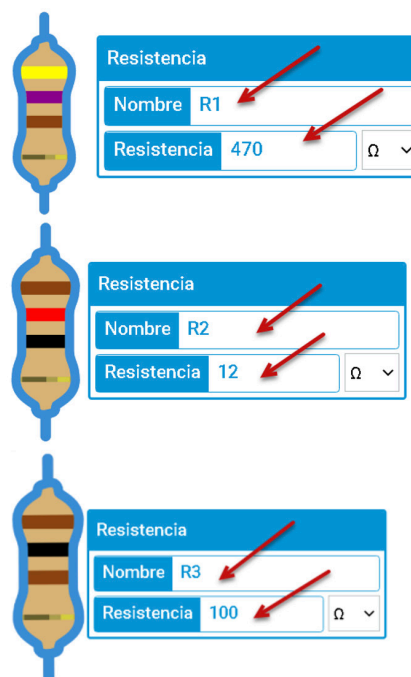 Resistencia
Nombre R1
Resistencia 470 Ω
Resistencia
Nombre R2
Resistencia 12 Ω
Resistencia
Nombre R3
Resistencia 100 Ω